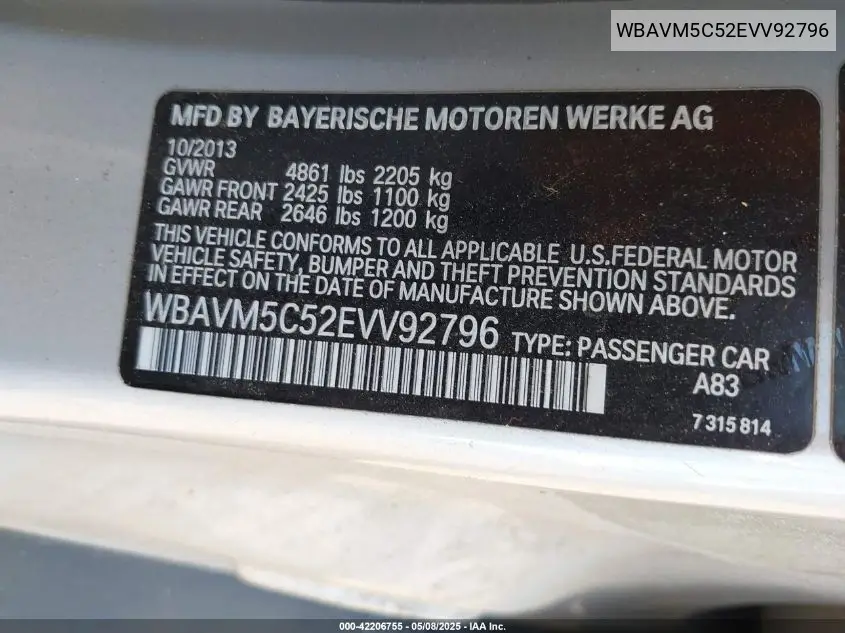 WBAVM5C52EVV92796
MFD BY BAYERISCHE MOTOREN WERKE AG
10/2013
GVWR 4861 lbs 2205 kg
GAWR FRONT 2425 lbs 1100 kg
GAWR REAR 2646 lbs 1200 kg
THIS VEHICLE CONFORMS TO ALL APPLICABLE U.S.FEDERAL MOTOR
VEHICLE SAFETY, BUMPER AND THEFT PREVENTION STANDARDS
IN EFFECT ON THE DATE OF MANUFACTURE SHOWN ABOVE.
WBAVM5C52EVV92796 TYPE: PASSENGER CAR
A83
7 315 814
000-42206755 - 05/08/2025 - IAA Inc.